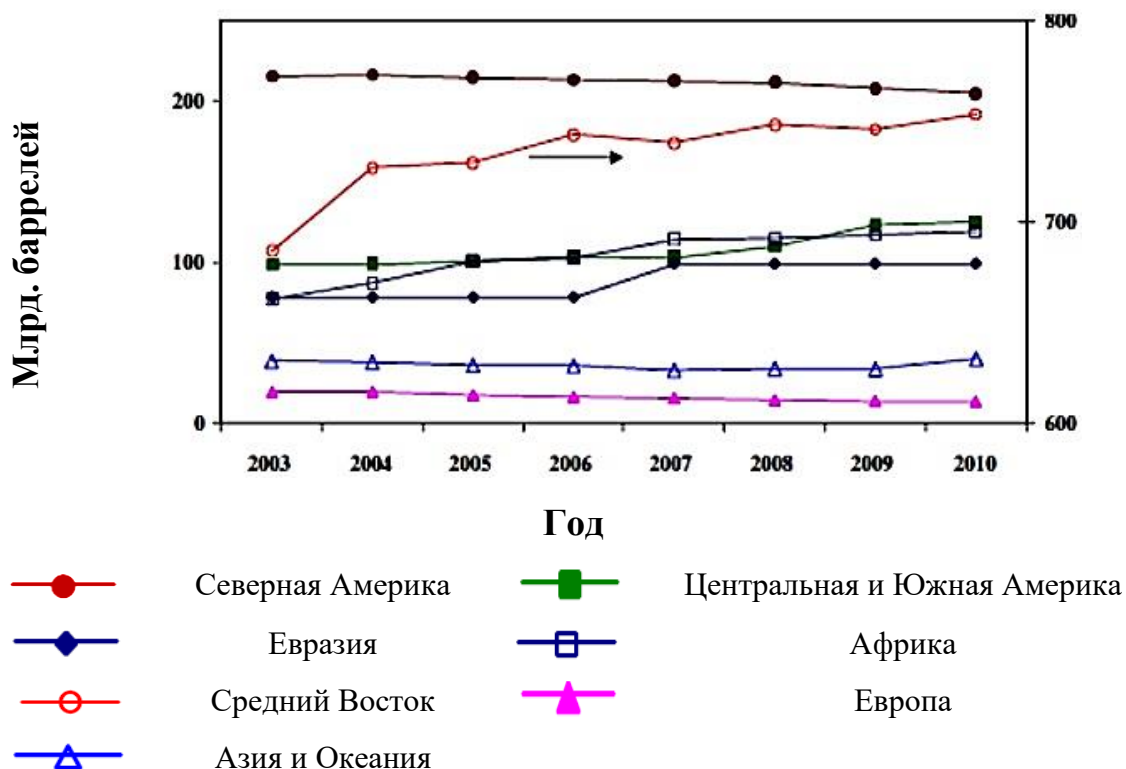 Млрд. баррелей
200
100
0
800
700
600
2003 2004 2005 2006 2007 2008 2009 2010
Год
Северная Америка Центральная и Южная Америка
Евразия Африка
Средний Восток Европа
Азия и Океания